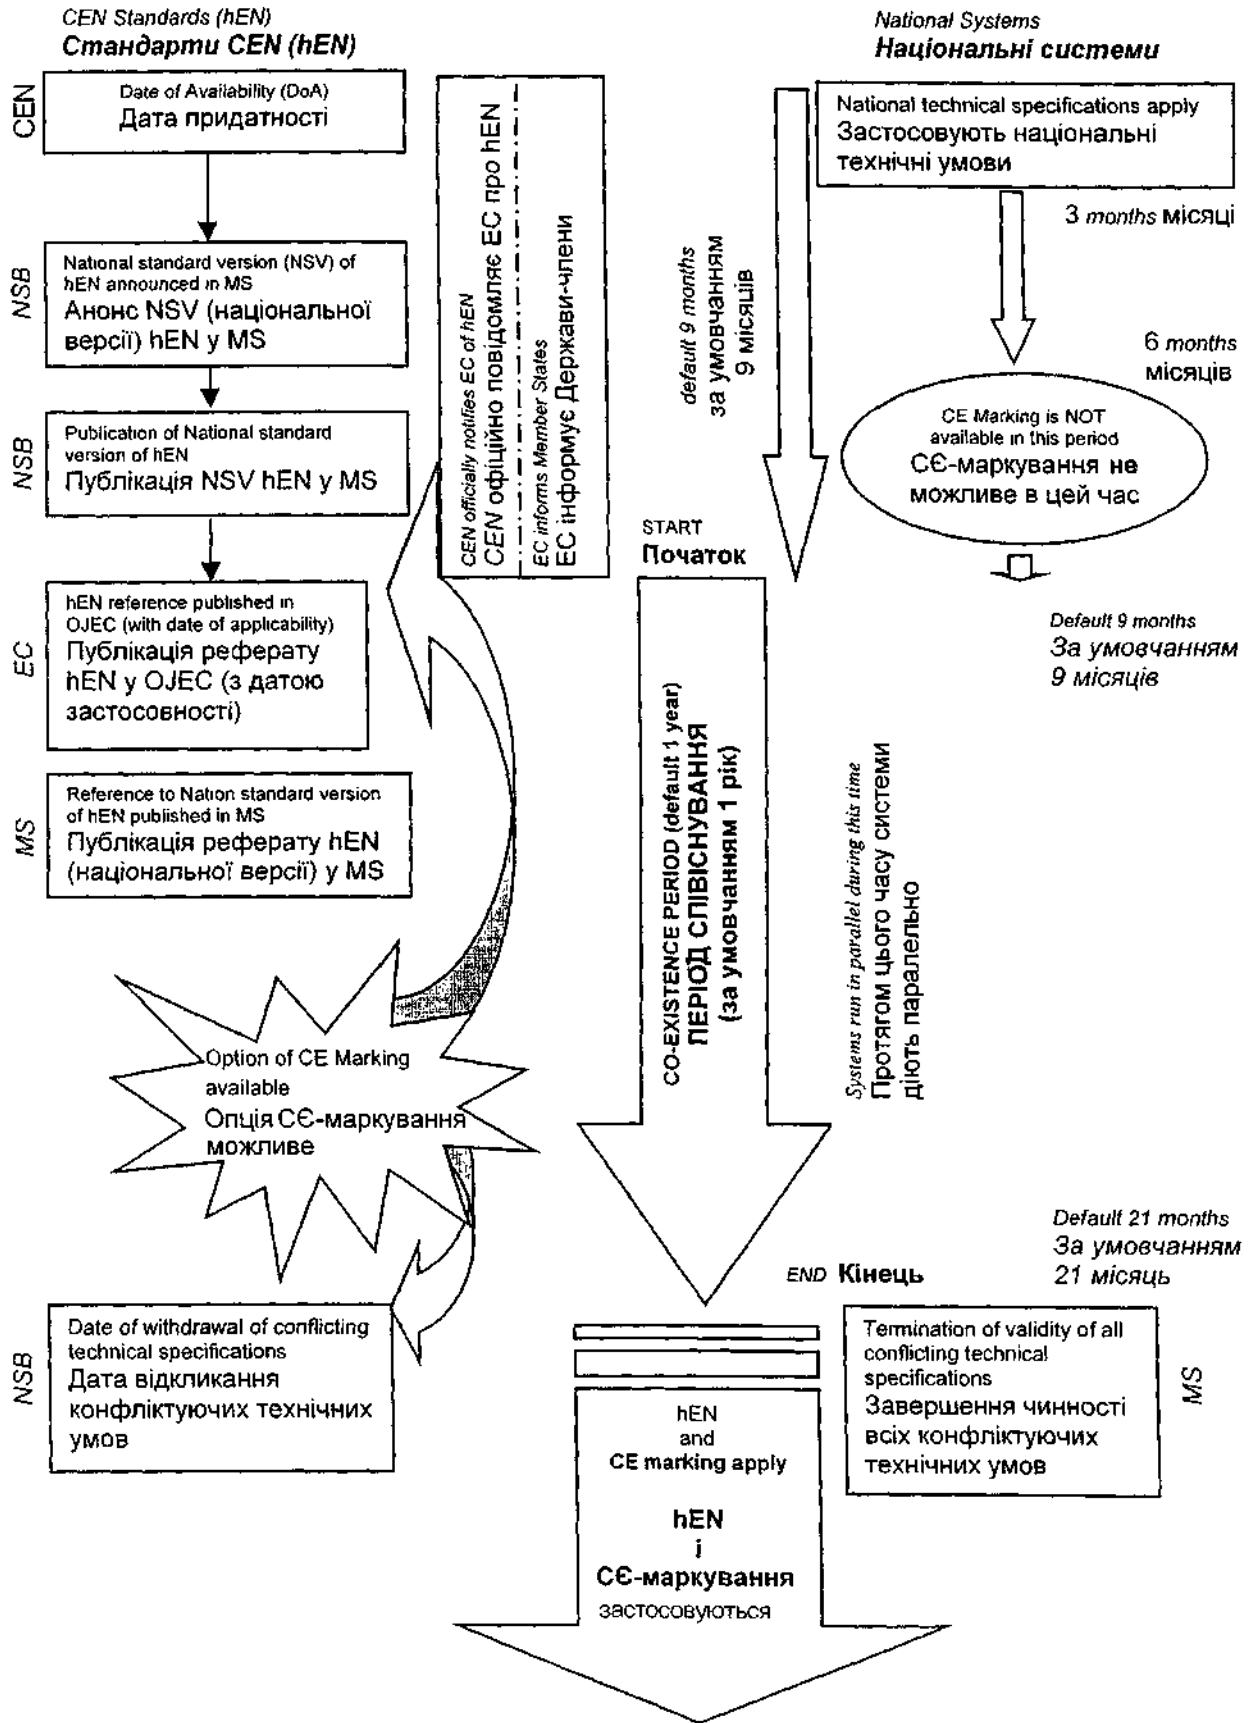 CEN Standards (hEN)
Стандарти CEN (hEN)
CEN
Date of Availability (DoA)
Дата придатності
NSB
National standard version (NSV) of
hEN announced in MS
Анонс NSV (національної
версії) hEN у MS
NSB
Publication of National standard
version of hEN
Публікація NSV hEN у MS
EC
hEN reference published in
OJEC (with date of applicability)
Публікація реферату
hEN у OJEC (з датою
застосовності)
MS
Reference to Nation standard version
of hEN published in MS
Публікація реферату hEN
(національної версії) у MS
Option of CE Marking
available
Опція СЄ-маркування
можливе
NSB
Date of withdrawal of conflicting
technical specifications
Дата відкликання
конфліктуючих технічних
умов
CEN officially notifies EC of hEN
CEN офіційно повідомляє ЕС про hEN
EC informs Member States
ЕС інформує Держави-члени
National Systems
Національні системи
National technical specifications apply
Застосовують національні
технічні умови
3 months місяці
default 9 months
за умовчанням
9 місяців
6 months
місяців
CE Marking is NOT
available in this period
СЄ-маркування не
можливе в цей час
START
Початок
Default 9 months
За умовчанням
9 місяців
CO-EXISTENCE PERIOD (default 1 year)
ПЕРІОД СПІВІСНУВАННЯ
(за умовчанням 1 рік)
Systems run in parallel during this time
Протягом цього часу системи
діють паралельно
Default 21 months
За умовчанням
21 місяць
END Кінець
Termination of validity of all
conflicting technical
specifications
Завершення чинності
всіх конфліктуючих
технічних умов
MS
hEN
and
CE marking apply
hEN
і
СЄ-маркування
застосовуються